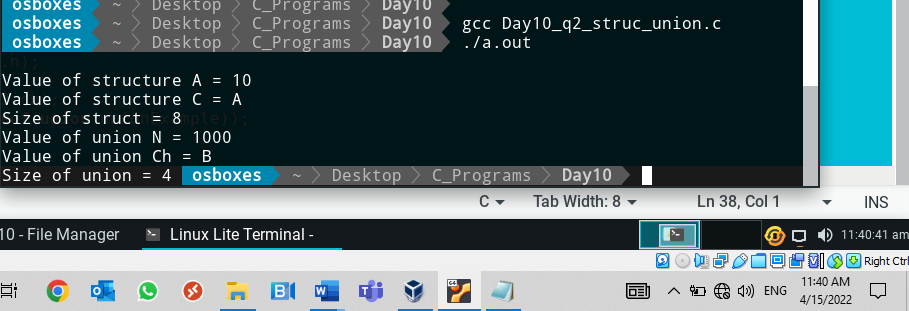 osboxes ~ Desktop C_Programs Day10
osboxes ~ Desktop C_Programs Day10 gcc Day10_q2_struc_union.c
osboxes ~ Desktop C_Programs Day10 ./a.out
Value of structure A = 10
Value of structure C = A
Size of struct = 8
Value of union N = 1000
Value of union Ch = B
Size of union = 4 osboxes ~ Desktop C_Programs Day10
C Tab Width: 8 Ln 38, Col 1 INS
10 - File Manager Linux Lite Terminal - 11:40:41 am
Right Ctrl
ENG 11:40 AM
4/15/2022